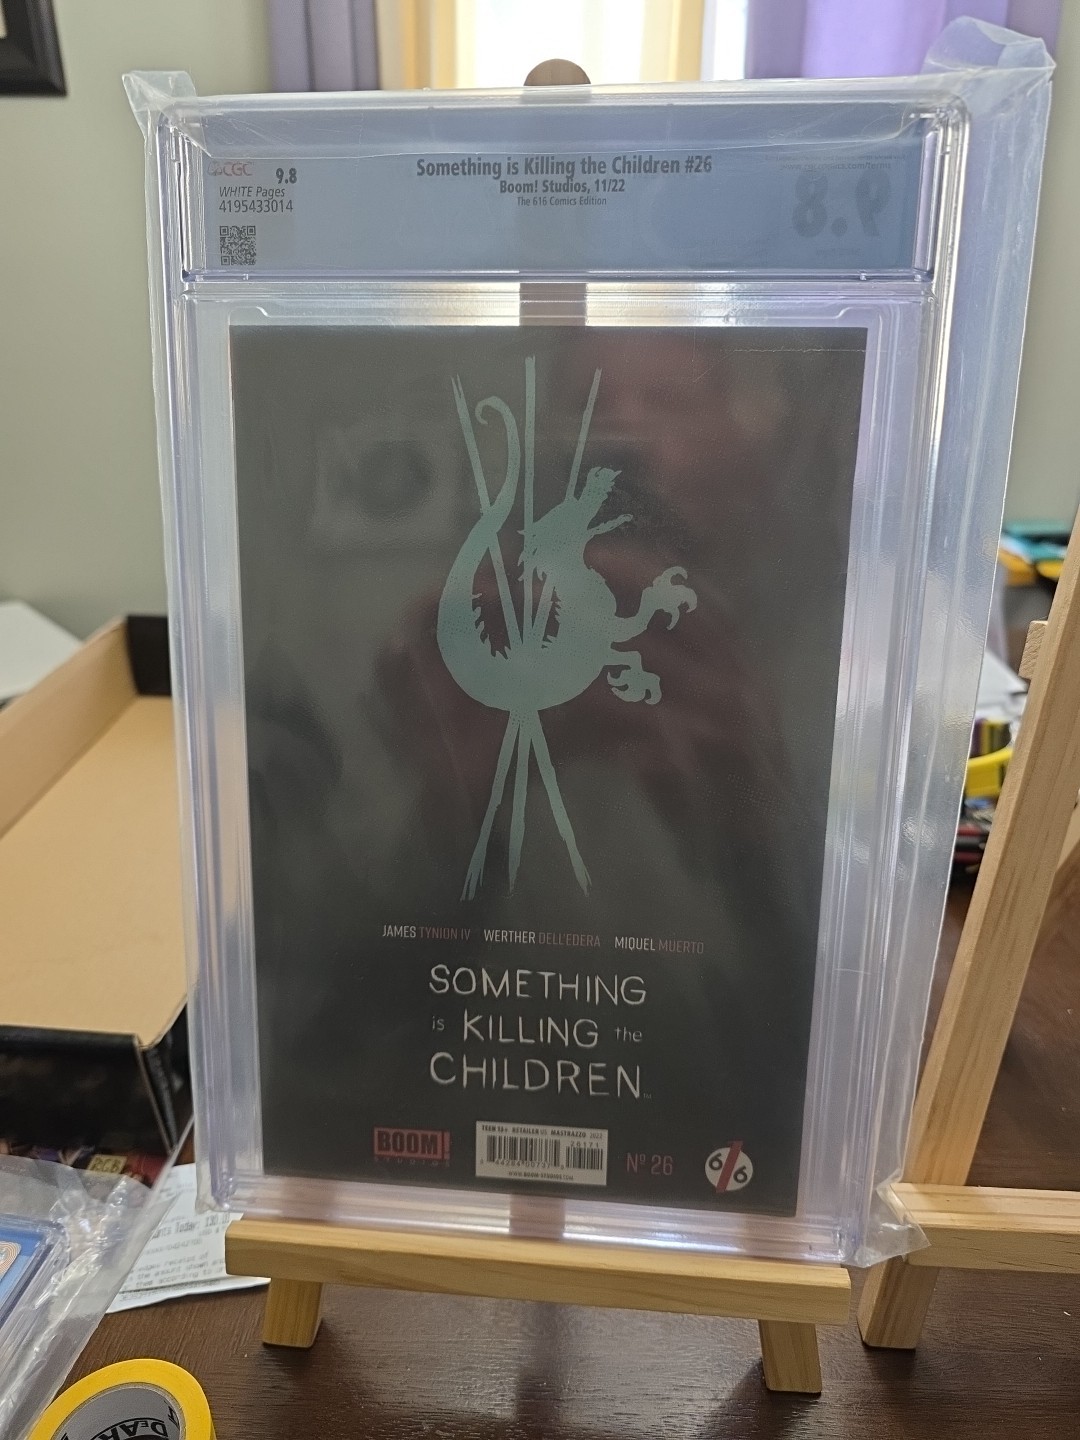 CGC 9.8
WHITE Pages
4195433014
Something is Killing the Children #26
Boom! Studios, 11/22
The 616 Comics Edition
9.8
JAMES TYNION IV WERTHER DELL'EDERA MIQUEL MUERTO
SOMETHING
is KILLING the
CHILDREN
BOOM!
STUDIOS
Nº 26
616